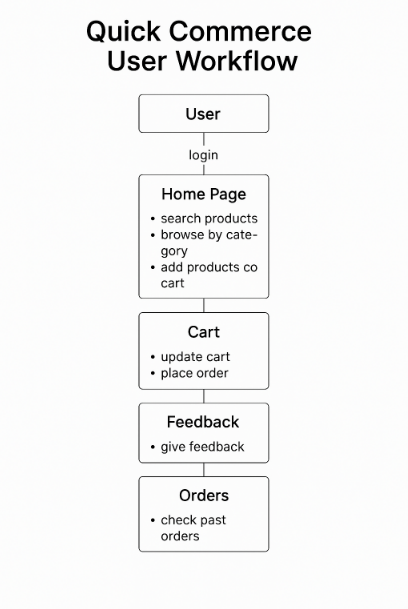 Quick Commerce
User Workflow
User
login
Home Page
• search products
• browse by cate-
gory
• add products co
cart
Cart
• update cart
• place order
Feedback
• give feedback
Orders
• check past
orders